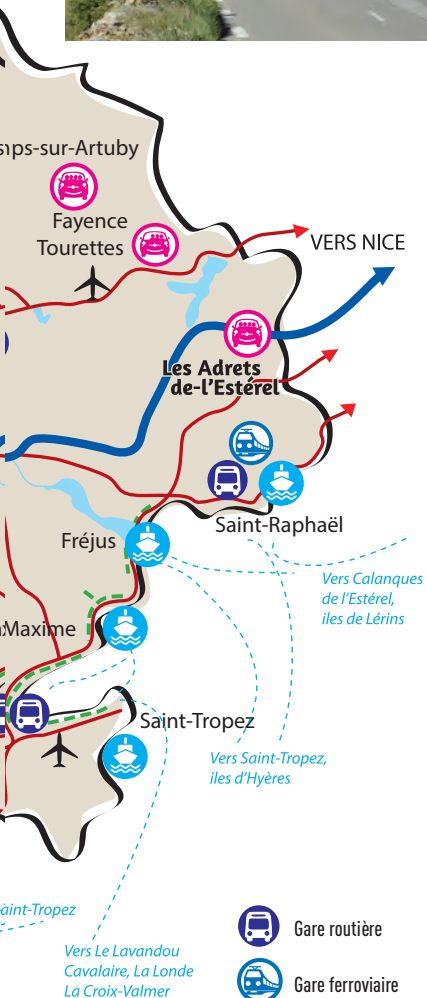 ps-sur-Artuby
Fayence
Tourettes
VERS NICE
Les Adrets
de-l'Estérel
Saint-Raphaël
Fréjus
Vers Calanques
de l'Estérel,
iles de Lérins
Maxime
Saint-Tropez
Vers Saint-Tropez,
iles d'Hyères
aint-Tropez
Gare routière
Vers Le Lavandou
Cavalaire, La Londe
La Croix-Valmer
Gare ferroviaire